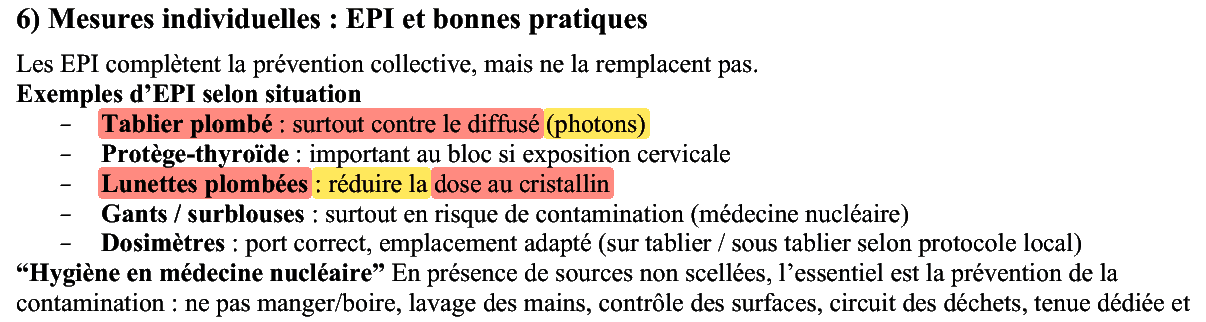 6) Mesures individuelles : EPI et bonnes pratiques
Les EPI complètent la prévention collective, mais ne la remplacent pas.
Exemples d’EPI selon situation
- Tablier plombé : surtout contre le diffusé (photons)
- Protège-thyroïde : important au bloc si exposition cervicale
- Lunettes plombées : réduire la dose au cristallin
- Gants / surblouses : surtout en risque de contamination (médecine nucléaire)
- Dosimètres : port correct, emplacement adapté (sur tablier / sous tablier selon protocole local)
“Hygiène en médecine nucléaire” En présence de sources non scellées, l’essentiel est la prévention de la
contamination : ne pas manger/boire, lavage des mains, contrôle des surfaces, circuit des déchets, tenue dédiée et